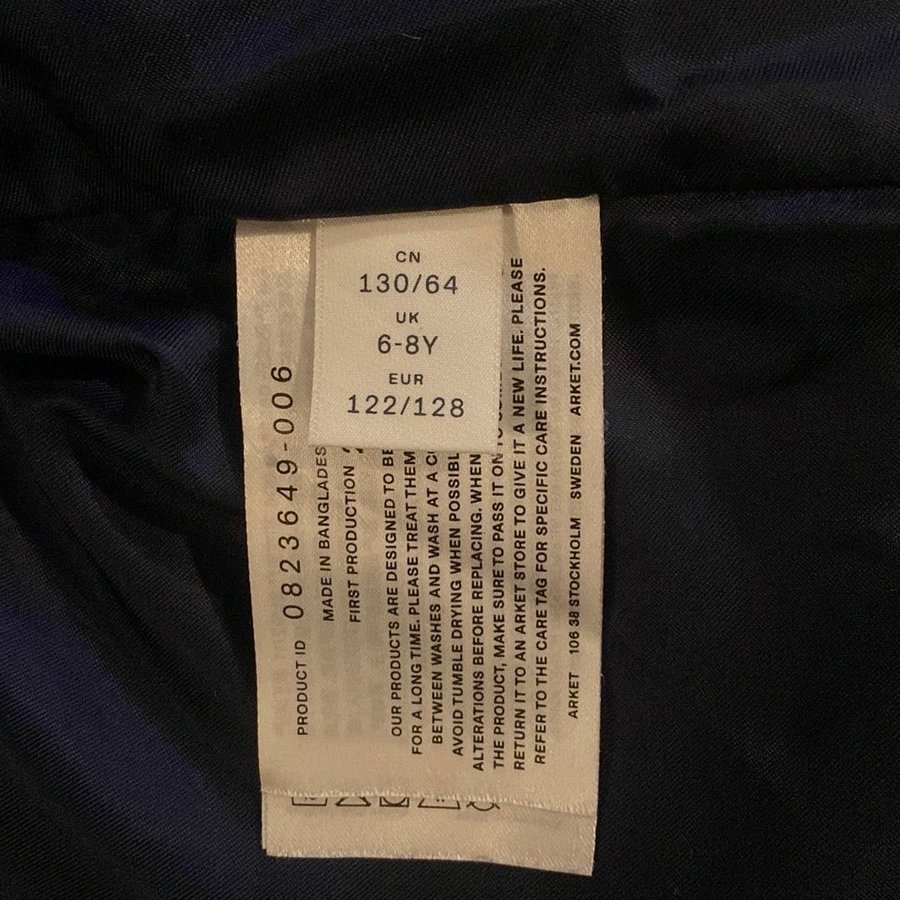 CN
130/64
UK
6-8Y
EUR
122/128
PRODUCT ID 0823649-006
MADE IN BANGLADES
FIRST PRODUCTION
OUR PRODUCTS ARE DESIGNED TO BE
FOR A LONG TIME. PLEASE TREAT THEM
BETWEEN WASHES AND WASH AT A
AVOID TUMBLE DRYING WHEN POSSIBL
ALTERATIONS BEFORE REPLACING. WHEN
THE PRODUCT, MAKE SURE TO PASS IT ON TO
RETURN IT TO AN ARKET STORE TO GIVE IT A NEW LIFE. PLEASE
REFER TO THE CARE TAG FOR SPECIFIC CARE INSTRUCTIONS.
ARKET 106 38 STOCKHOLM SWEDEN ARKET.COM